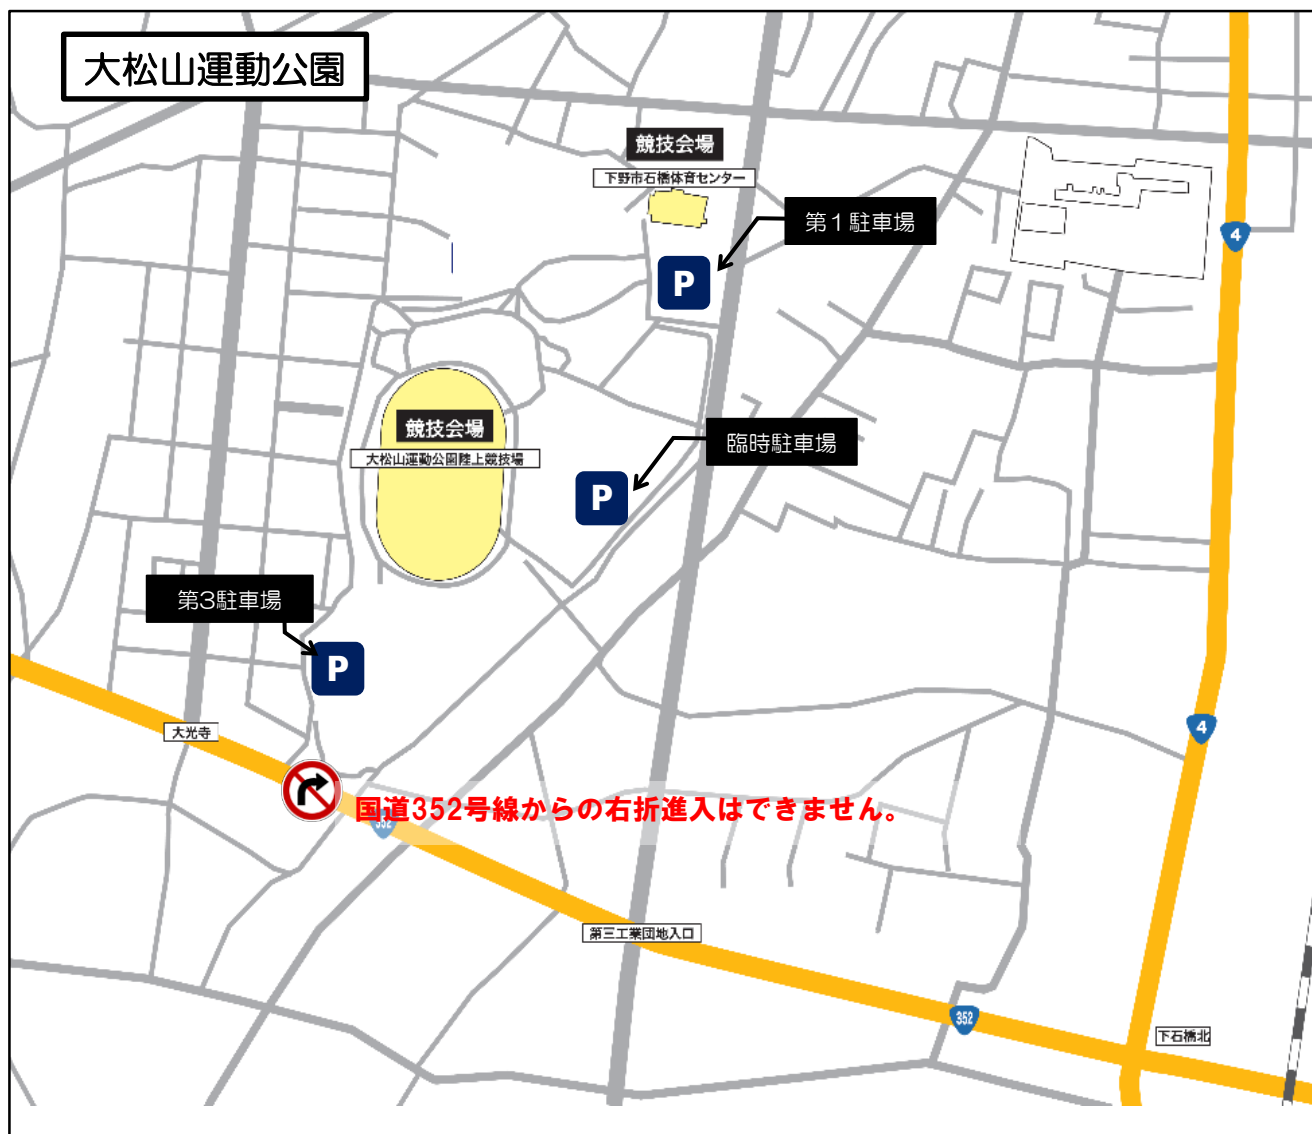 大松山運動公園
競技会場
下野市石橋体育センター
第1駐車場
4
P
競技会場
大松山運動公園陸上競技場
臨時駐車場
P
第3駐車場
P
大光寺
4
国道352号線からの右折進入はできません。
352
第三工業団地入口
352
下石橋北